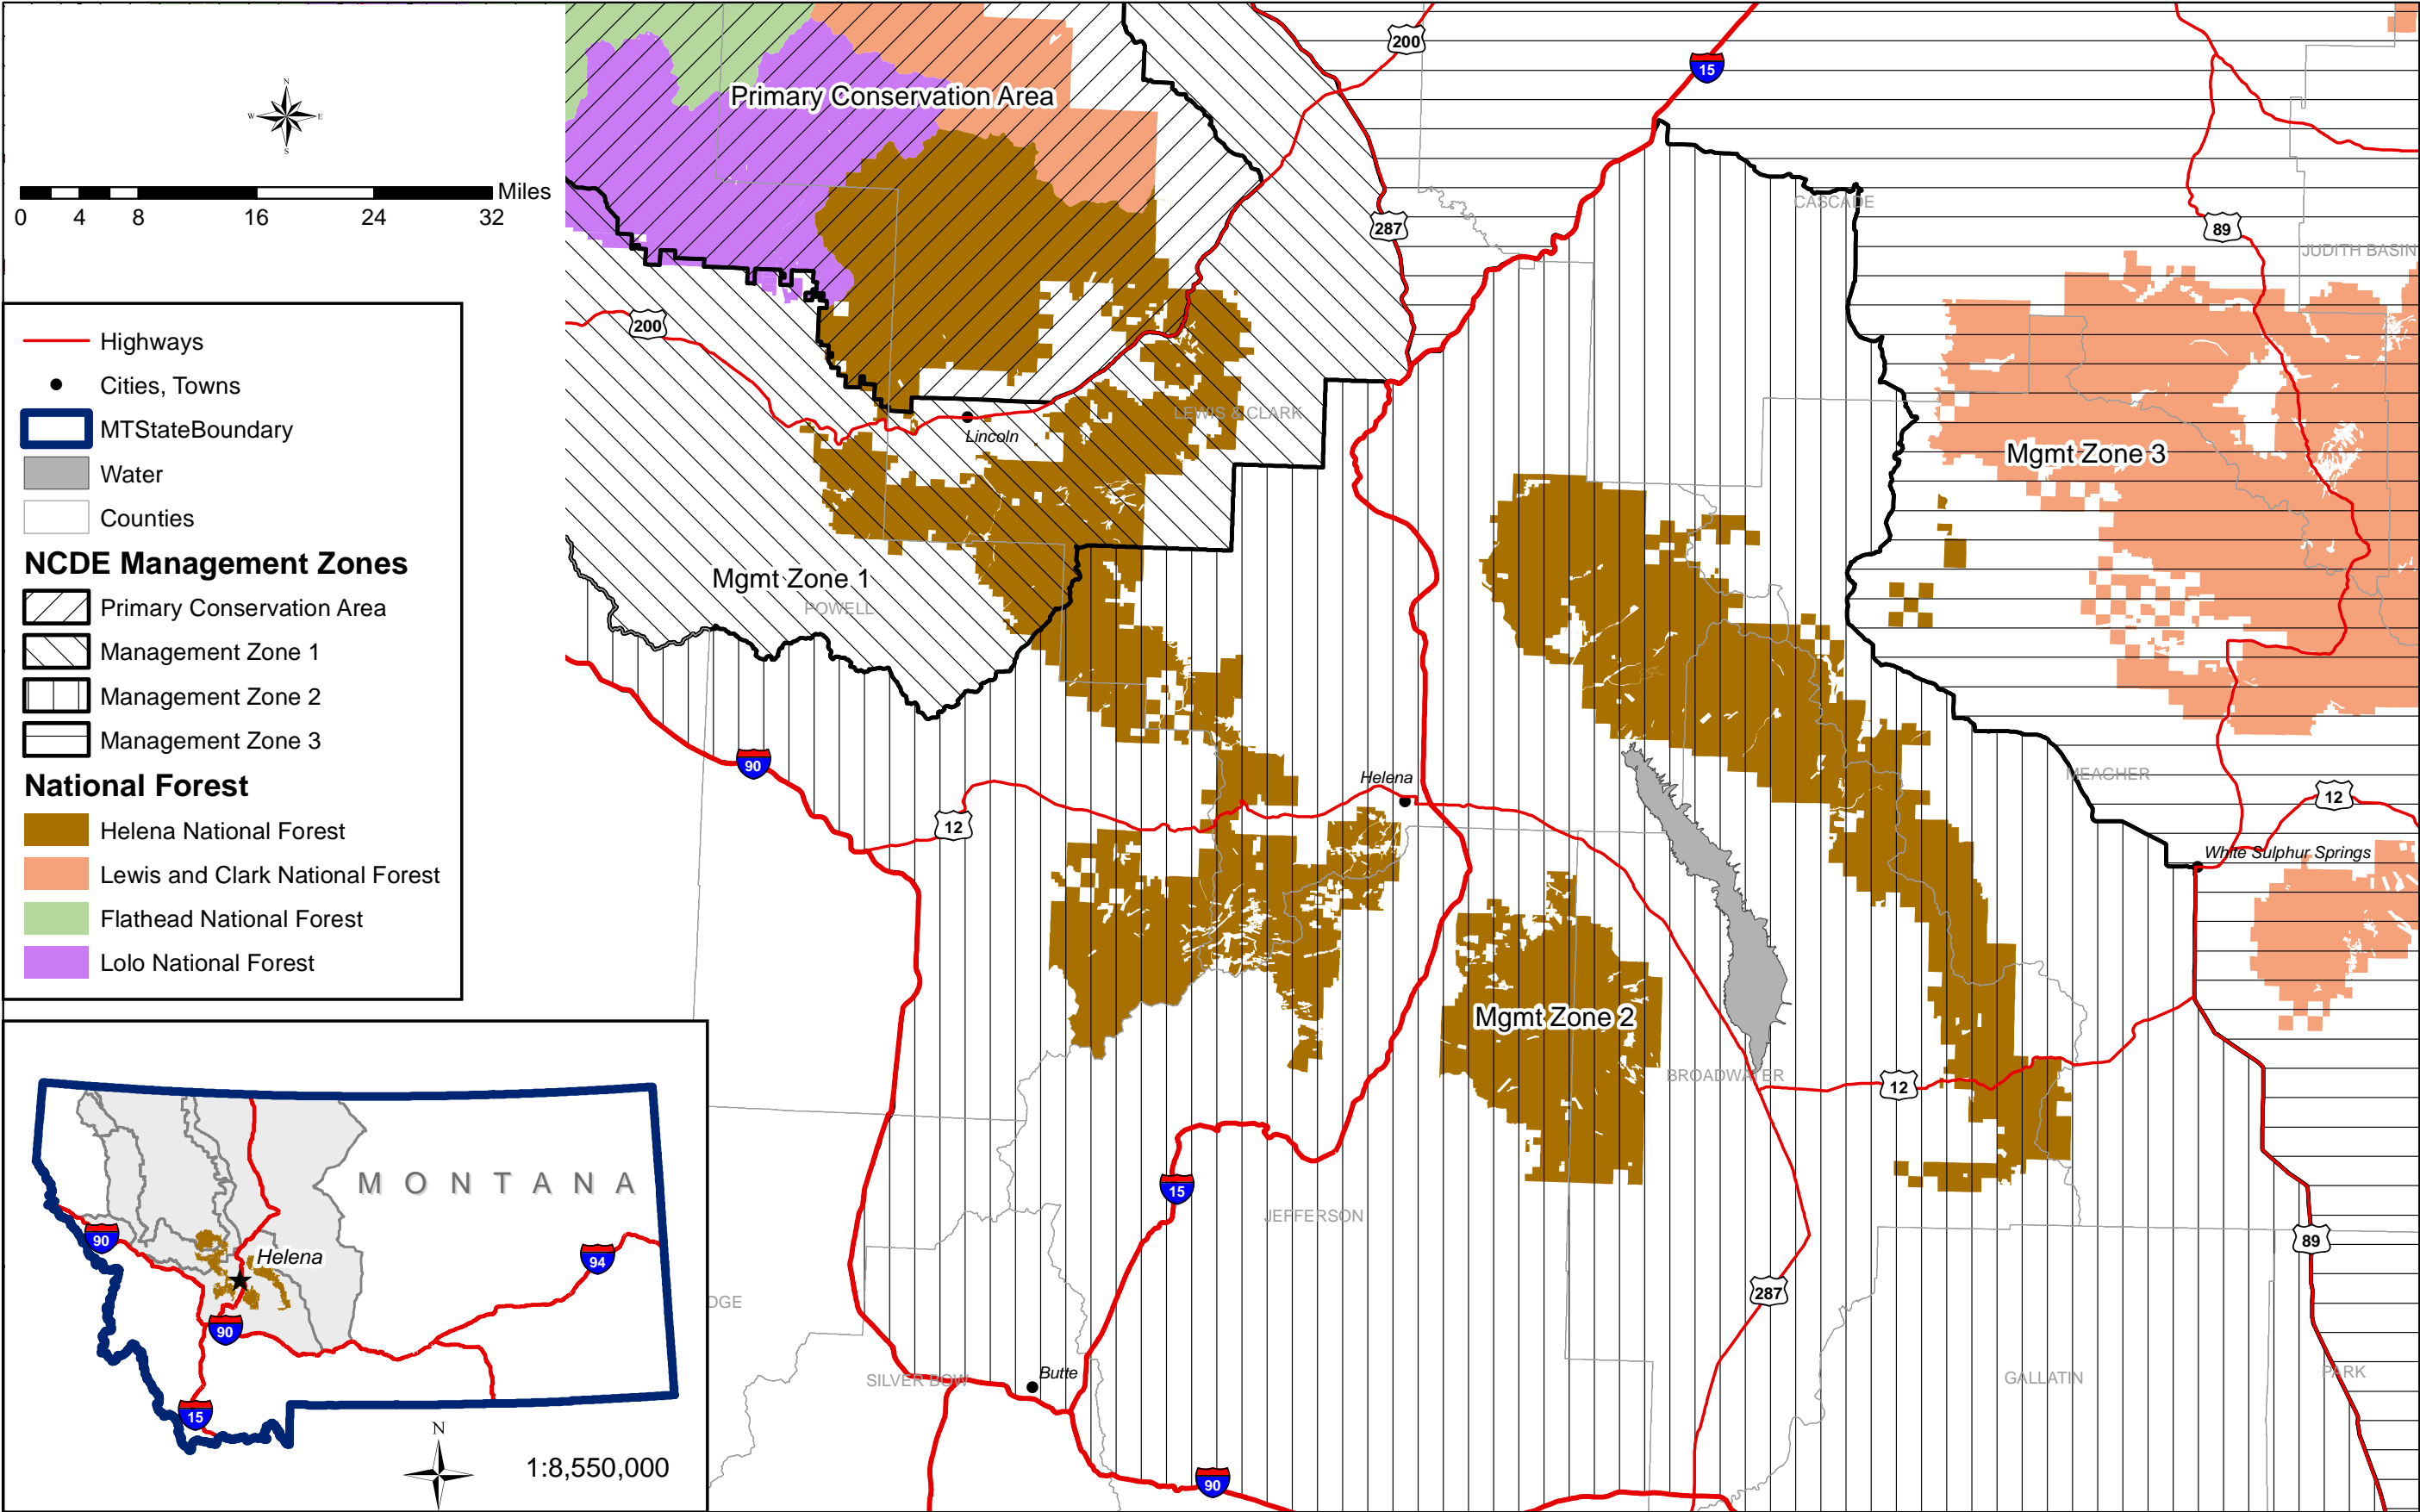 N
W E
S
Miles
0 4 8 16 24 32
Highways
Cities, Towns
MTStateBoundary
Water
Counties
NCDE Management Zones
Primary Conservation Area
Management Zone 1
Management Zone 2
Management Zone 3
National Forest
Helena National Forest
Lewis and Clark National Forest
Flathead National Forest
Lolo National Forest
MONTANA
90
Helena
94
90
15
N
1:8,550,000
200
15
Primary Conservation Area
CASCADE
287
89
JUDITH BASIN
200
LEWIS & CLARK
Lincoln
Mgmt Zone 3
Mgmt Zone 1
POWELL
90
Helena
MEAGHER
12
12
White Sulphur Springs
Mgmt Zone 2
BROADWATER
12
15
JEFFERSON
89
287
DGE
Butte
SILVER BOW
GALLATIN
PARK
90